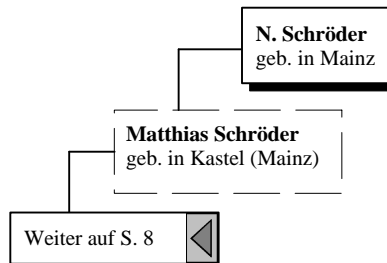 N. Schröder
geb. in Mainz
Matthias Schröder
geb. in Kastel (Mainz)
Weiter auf S. 8